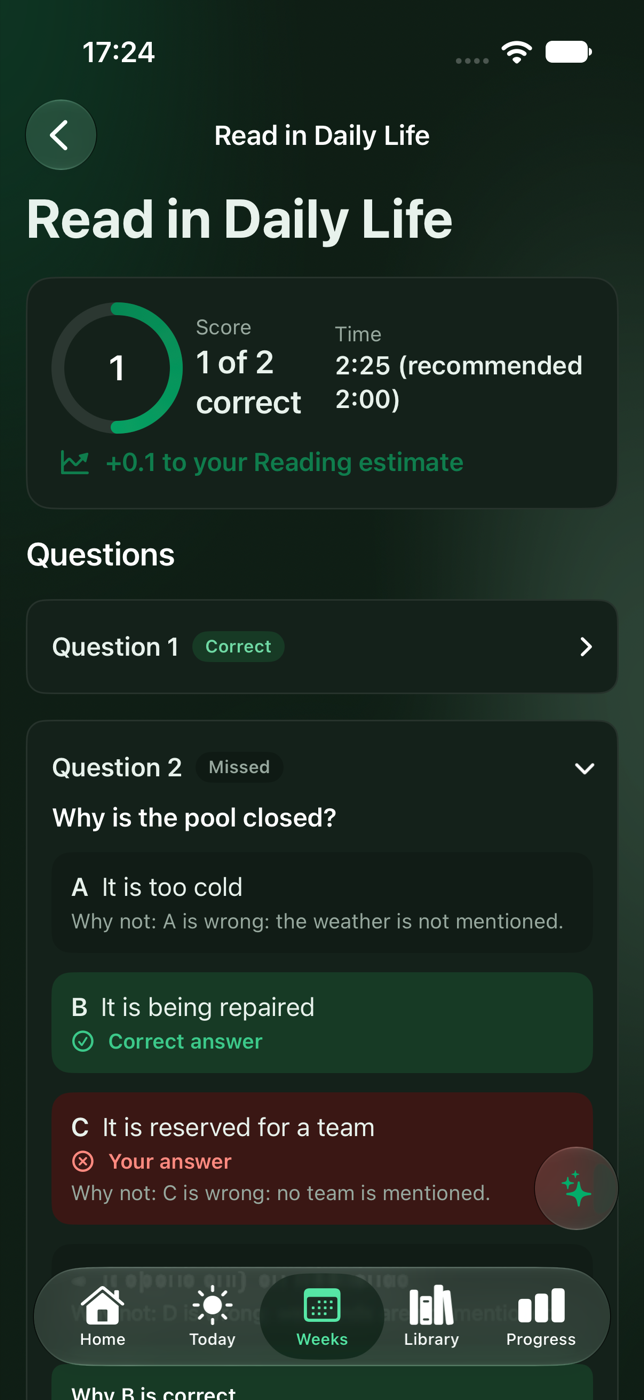 17:24
Read in Daily Life
Read in Daily Life
1
Score
1 of 2
correct
Time
2:25 (recommended
2:00)
+0.1 to your Reading estimate
Questions
Question 1 Correct
Question 2 Missed
Why is the pool closed?
A It is too cold
Why not: A is wrong: the weather is not mentioned.
B It is being repaired
Correct answer
C It is reserved for a team
Your answer
Why not: C is wrong: no team is mentioned.
Home
Today
Weeks
Library
Progress
Why B is correct